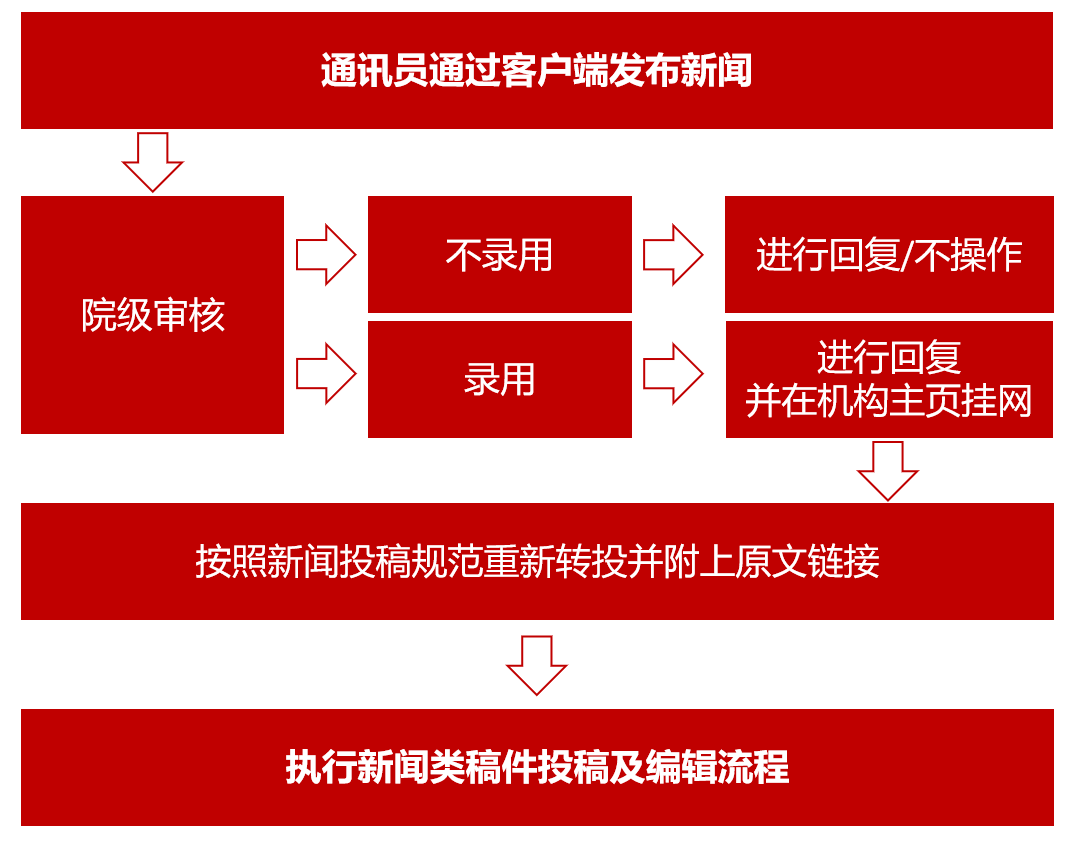 通讯员通过客户端发布新闻
院级审核
不录用
进行回复/不操作
录用
进行回复
并在机构主页挂网
按照新闻投稿规范重新转投并附上原文链接
执行新闻类稿件投稿及编辑流程